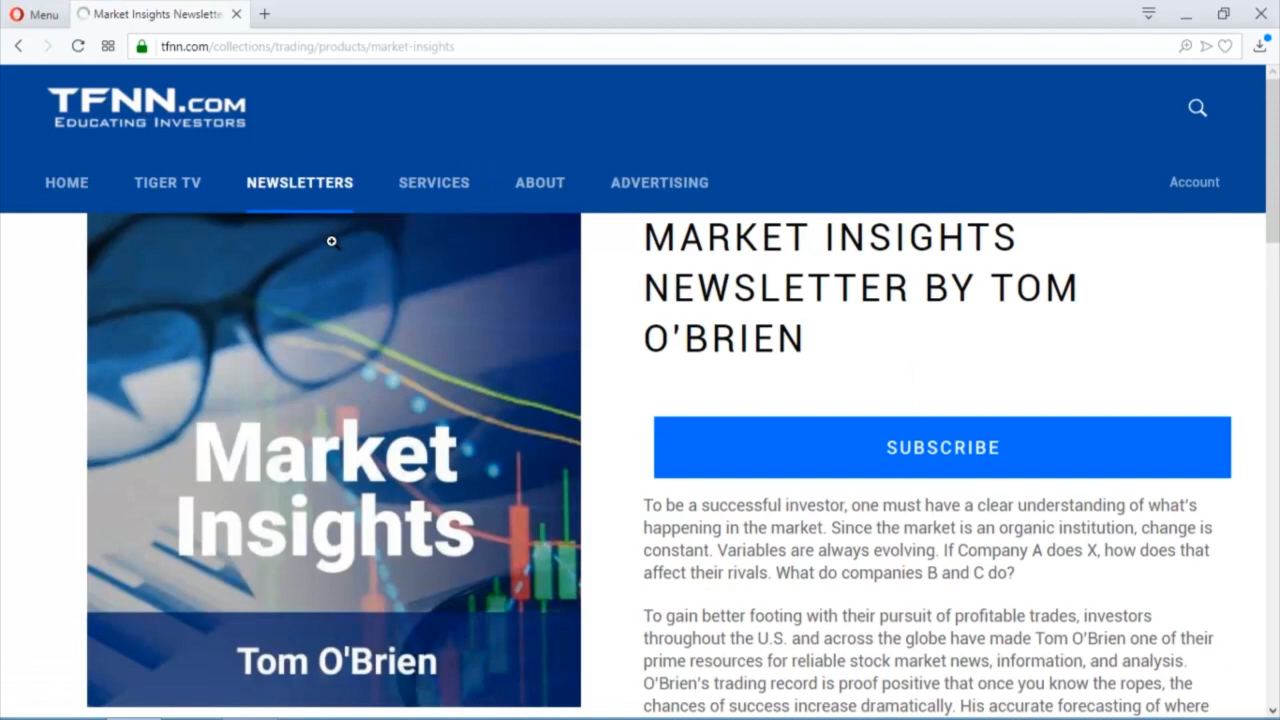 Menu
Market Insights Newslette
tfnn.com/collections/trading/products/market-insights
TFNN.COM
EDUCATING INVESTORS
HOME TIGER TV NEWSLETTERS SERVICES ABOUT ADVERTISING Account
Market
Insights
Tom O'Brien
MARKET INSIGHTS
NEWSLETTER BY TOM
O'BRIEN
SUBSCRIBE
To be a successful investor, one must have a clear understanding of what's
happening in the market. Since the market is an organic institution, change is
constant. Variables are always evolving. If Company A does X, how does that
affect their rivals. What do companies B and C do?
To gain better footing with their pursuit of profitable trades, investors
throughout the U.S. and across the globe have made Tom O'Brien one of their
prime resources for reliable stock market news, information, and analysis.
O'Brien's trading record is proof positive that once you know the ropes, the
chances of success increase dramatically. His accurate forecasting of where